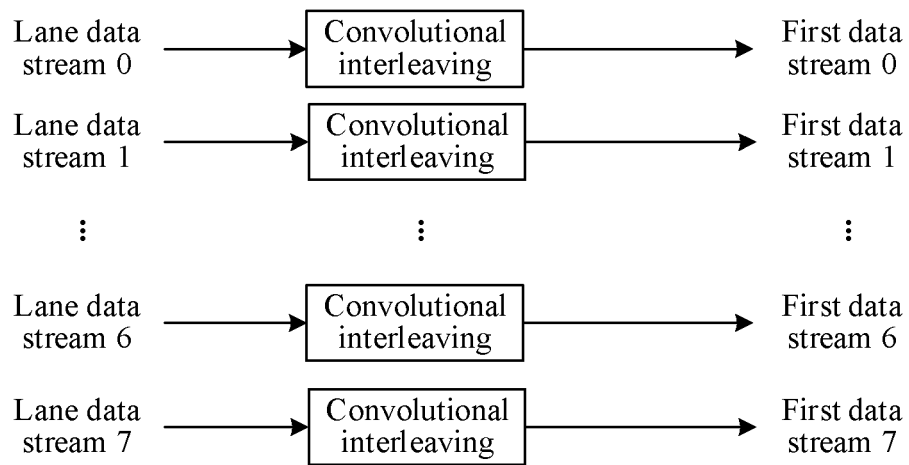 Lane data
stream 0
Convolutional
interleaving
First data
stream 0
Lane data
stream 1
Convolutional
interleaving
First data
stream 1
Lane data
stream 6
Convolutional
interleaving
First data
stream 6
Lane data
stream 7
Convolutional
interleaving
First data
stream 7